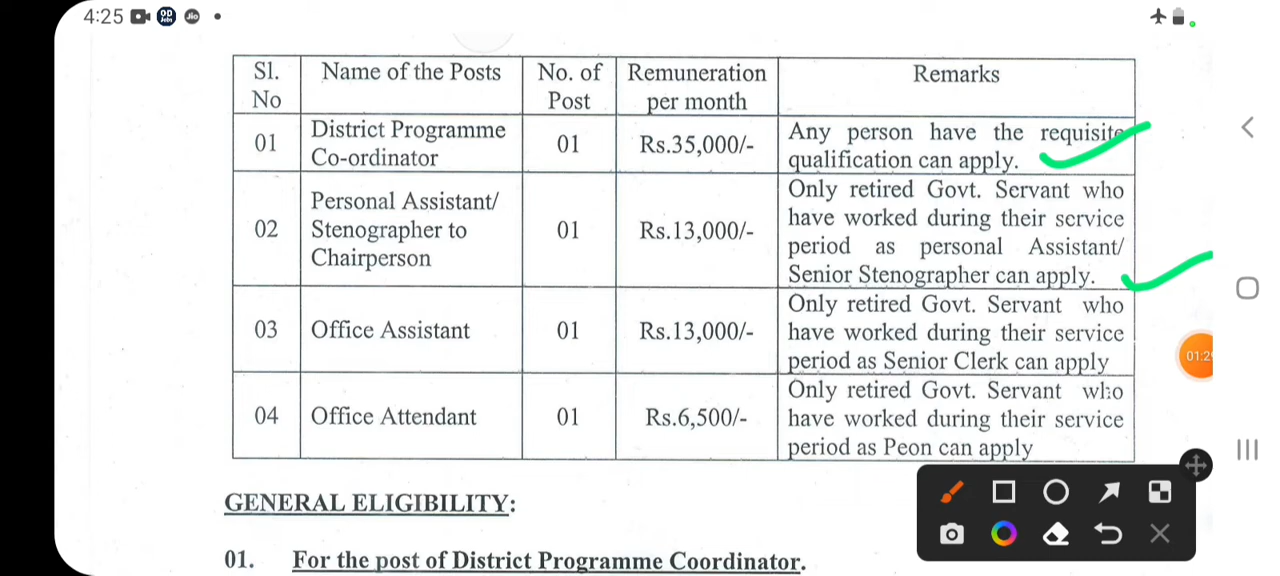 4:25
Sl. No
Name of the Posts
No. of Post
Remuneration per month
Remarks
01
District Programme
Co-ordinator
01
Rs.35,000/-
Any person have the requisite
qualification can apply.
02
Personal Assistant/
Stenographer to
Chairperson
01
Rs.13,000/-
Only retired Govt. Servant who
have worked during their service
period as personal Assistant/
Senior Stenographer can apply.
03
Office Assistant
01
Rs.13,000/-
Only retired Govt. Servant who
have worked during their service
period as Senior Clerk can apply
04
Office Attendant
01
Rs.6,500/-
Only retired Govt. Servant who
have worked during their service
period as Peon can apply
GENERAL ELIGIBILITY:
01. For the post of District Programme Coordinator.